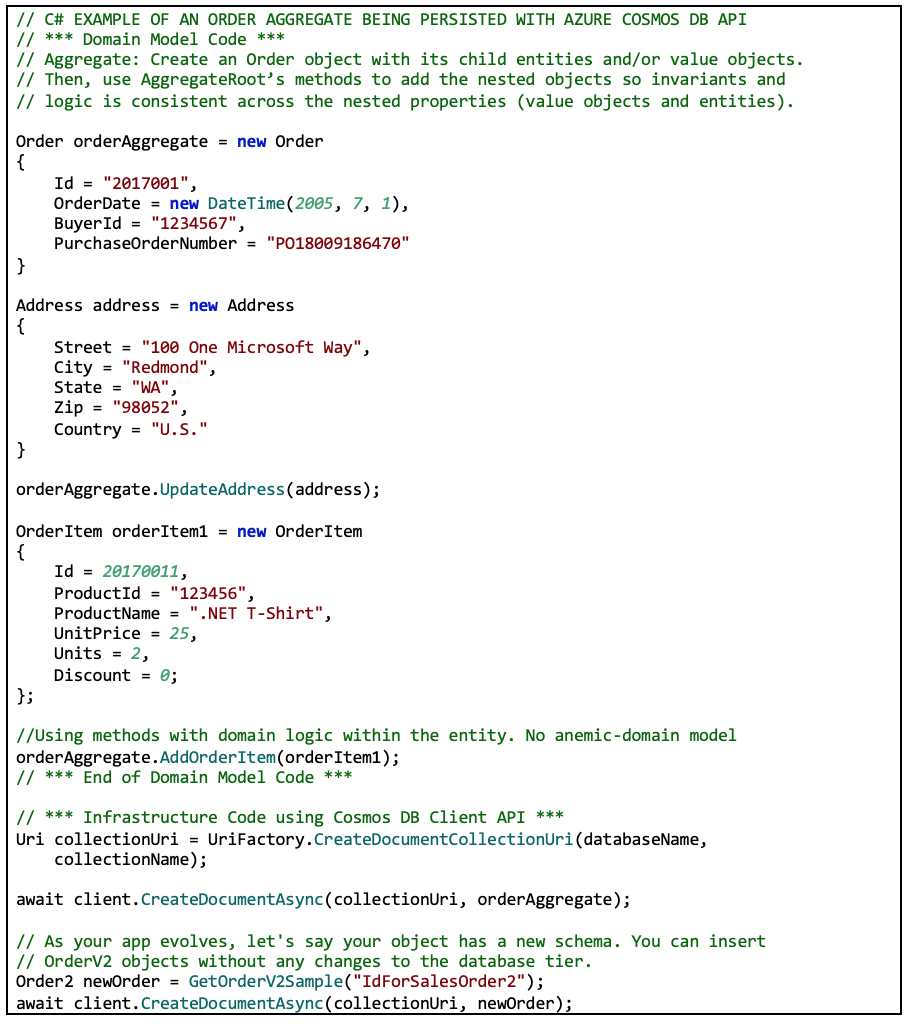 // C# EXAMPLE OF AN ORDER AGGREGATE BEING PERSISTED WITH AZURE COSMOS DB API
// *** Domain Model Code ***
// Aggregate: Create an Order object with its child entities and/or value objects.
// Then, use AggregateRoot’s methods to add the nested objects so invariants and
// logic is consistent across the nested properties (value objects and entities).

Order orderAggregate = new Order
{
    Id = "2017001",
    OrderDate = new DateTime(2005, 7, 1),
    BuyerId = "1234567",
    PurchaseOrderNumber = "PO18009186470"
}

Address address = new Address
{
    Street = "100 One Microsoft Way",
    City = "Redmond",
    State = "WA",
    Zip = "98052",
    Country = "U.S."
}

orderAggregate.UpdateAddress(address);

OrderItem orderItem1 = new OrderItem
{
    Id = 20170011,
    ProductId = "123456",
    ProductName = ".NET T-Shirt",
    UnitPrice = 25,
    Units = 2,
    Discount = 0;
};

//Using methods with domain logic within the entity. No anemic-domain model
orderAggregate.AddOrderItem(orderItem1);
// *** End of Domain Model Code ***

// *** Infrastructure Code using Cosmos DB Client API ***
Uri collectionUri = UriFactory.CreateDocumentCollectionUri(databaseName,
    collectionName);

await client.CreateDocumentAsync(collectionUri, orderAggregate);

// As your app evolves, let's say your object has a new schema. You can insert
// OrderV2 objects without any changes to the database tier.
Order2 newOrder = GetOrderV2Sample("IdForSalesOrder2");
await client.CreateDocumentAsync(collectionUri, newOrder);